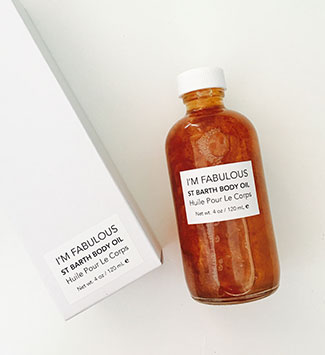 I'M FABULOUS
ST BARTH BODY OIL
Huile Pour Le Corps
Net wt. 4 oz / 120 mL e
I'M FABULOUS
ST BARTH BODY OIL
Huile Pour Le Corps
Net wt. 4 oz / 120 mL e